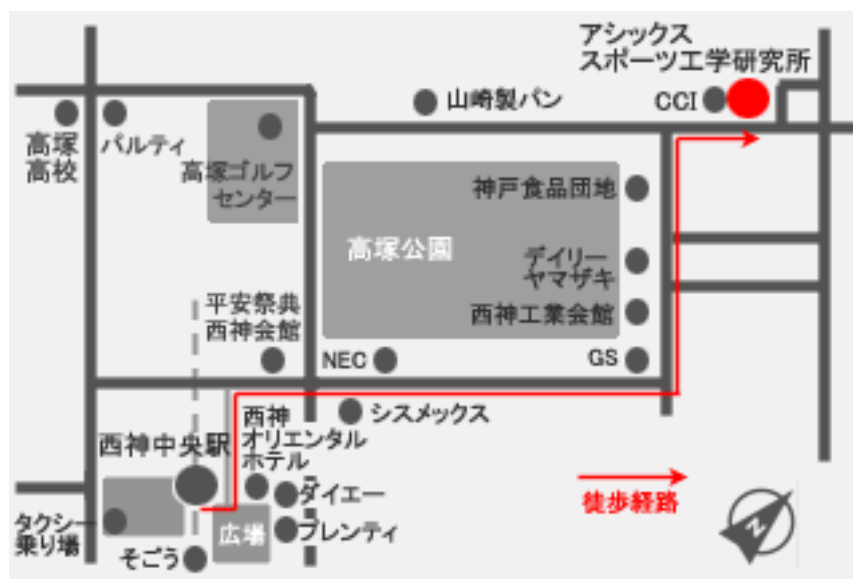 アシックス
スポーツ工学研究所
CCI
山崎製パン
高塚
高校
パルティ
高塚ゴルフ
センター
神戸食品団地
高塚公園
デイリー
ヤマザキ
西神工業会館
平安祭典
西神会館
NEC
GS
シスメックス
西神
オリエンタル
ホテル
西神中央駅
ダイエー
プレンティ
広場
タクシー
乗り場
そごう
徒歩経路
N